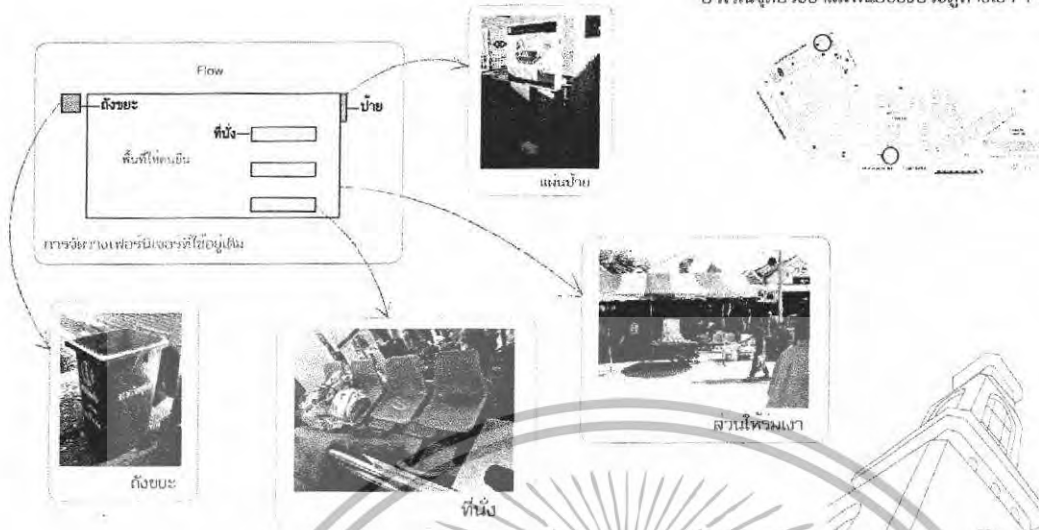 Flow
ถังขยะ
ป้าย
ที่นั่ง
พื้นที่ให้คนยืน
การจัดวางเฟอร์นิเจอร์ที่ใช้อยู่เดิม
แผ่นป้าย
ส่วนให้ร่มเงา
ถังขยะ
ที่นั่ง